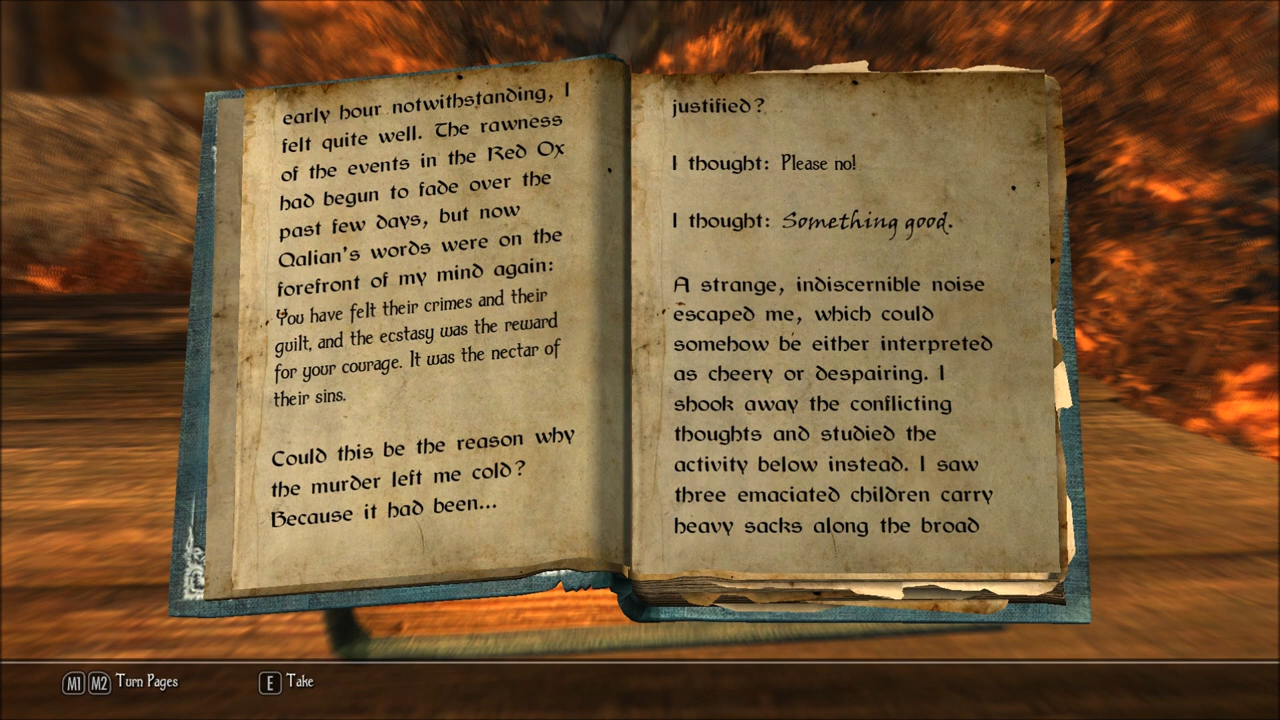 early hour notwithstanding, I
felt quite well. The rawness
of the events in the Red Ox
had begun to fade over the
past few days, but now
Qalian's words were on the
forefront of my mind again:
You have felt their crimes and their
guilt, and the ecstasy was the reward
for your courage. It was the nectar of
their sins.
Could this be the reason why
the murder left me cold?
Because it had been...
justified?
I thought: Please no!
I thought: Something good.
A strange, indiscernible noise
escaped me, which could
somehow be either interpreted
as cheery or despairing. I
shook away the conflicting
thoughts and studied the
activity below instead. I saw
three emaciated children carry
heavy sacks along the broad
M1 M2 Turn Pages
E Take